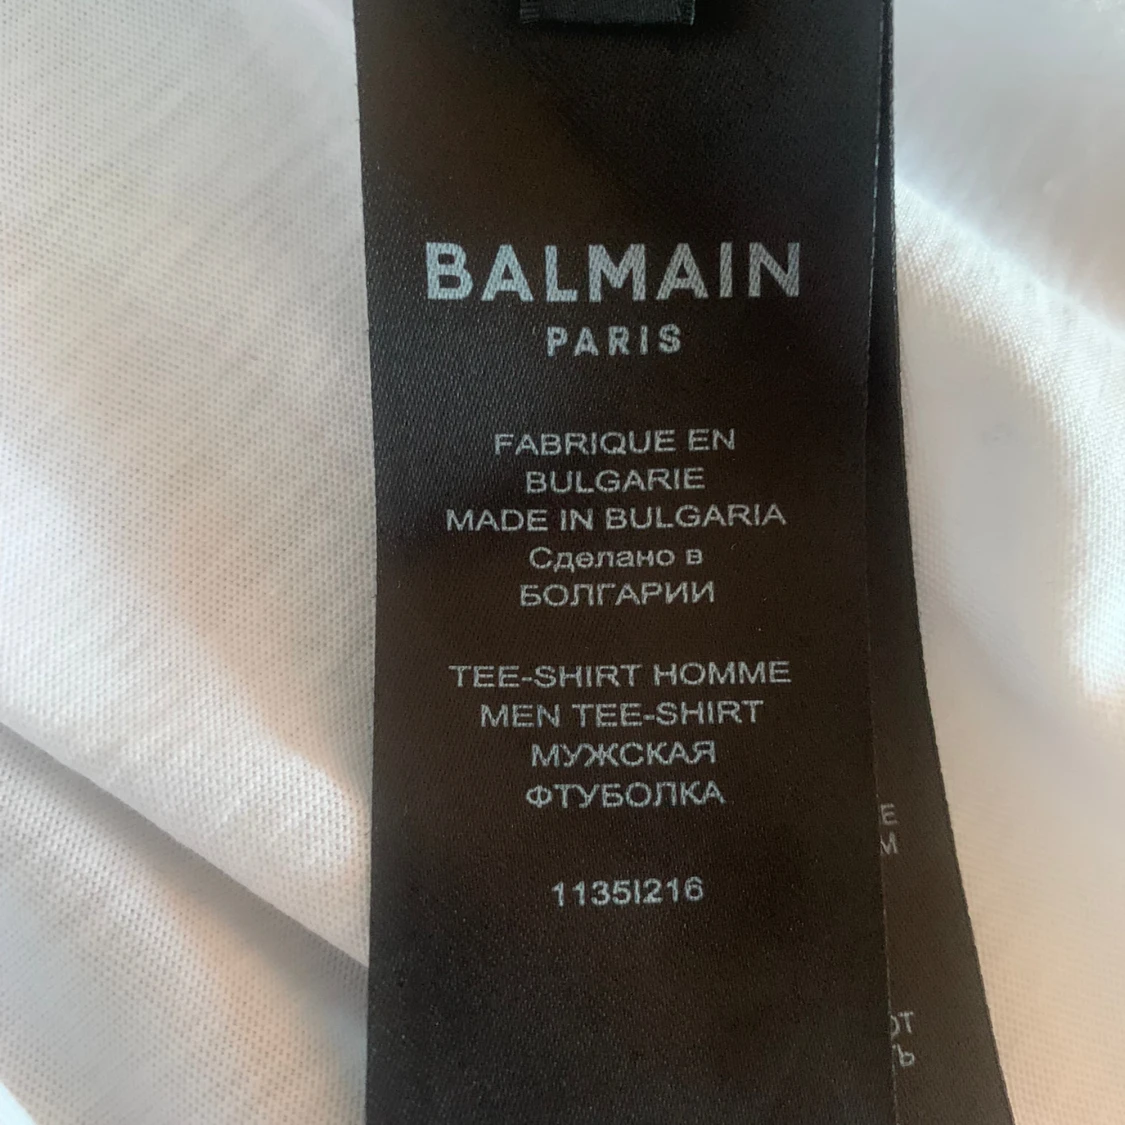 BALMAIN
PARIS
FABRIQUE EN
BULGARIE
MADE IN BULGARIA
Сделано в
БОЛГАРИИ
TEE-SHIRT HOMME
MEN TEE-SHIRT
МУЖСКАЯ
ФТУБОЛКА
1135I216